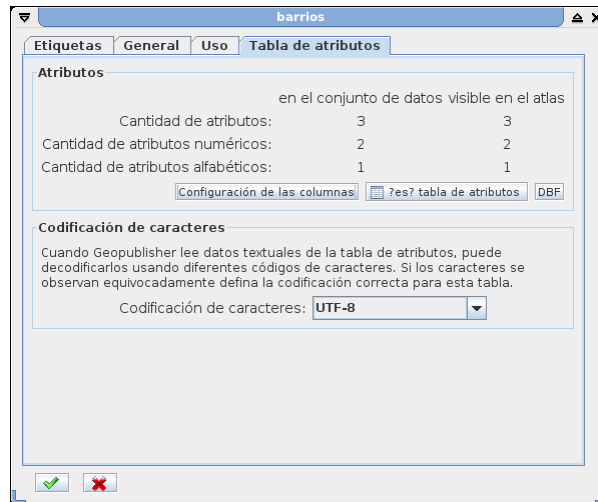 barrios
Etiquetas General Uso Tabla de atributos
Atributos
en el conjunto de datos visible en el atlas
Cantidad de atributos: 3 3
Cantidad de atributos numéricos: 2 2
Cantidad de atributos alfabéticos: 1 1
Configuración de las columnas ?es? tabla de atributos DBF
Codificación de caracteres
Cuando Geopublisher lee datos textuales de la tabla de atributos, puede
decodificarlos usando diferentes códigos de caracteres. Si los caracteres se
observan equivocadamente defina la codificación correcta para esta tabla.
Codificación de caracteres: UTF-8